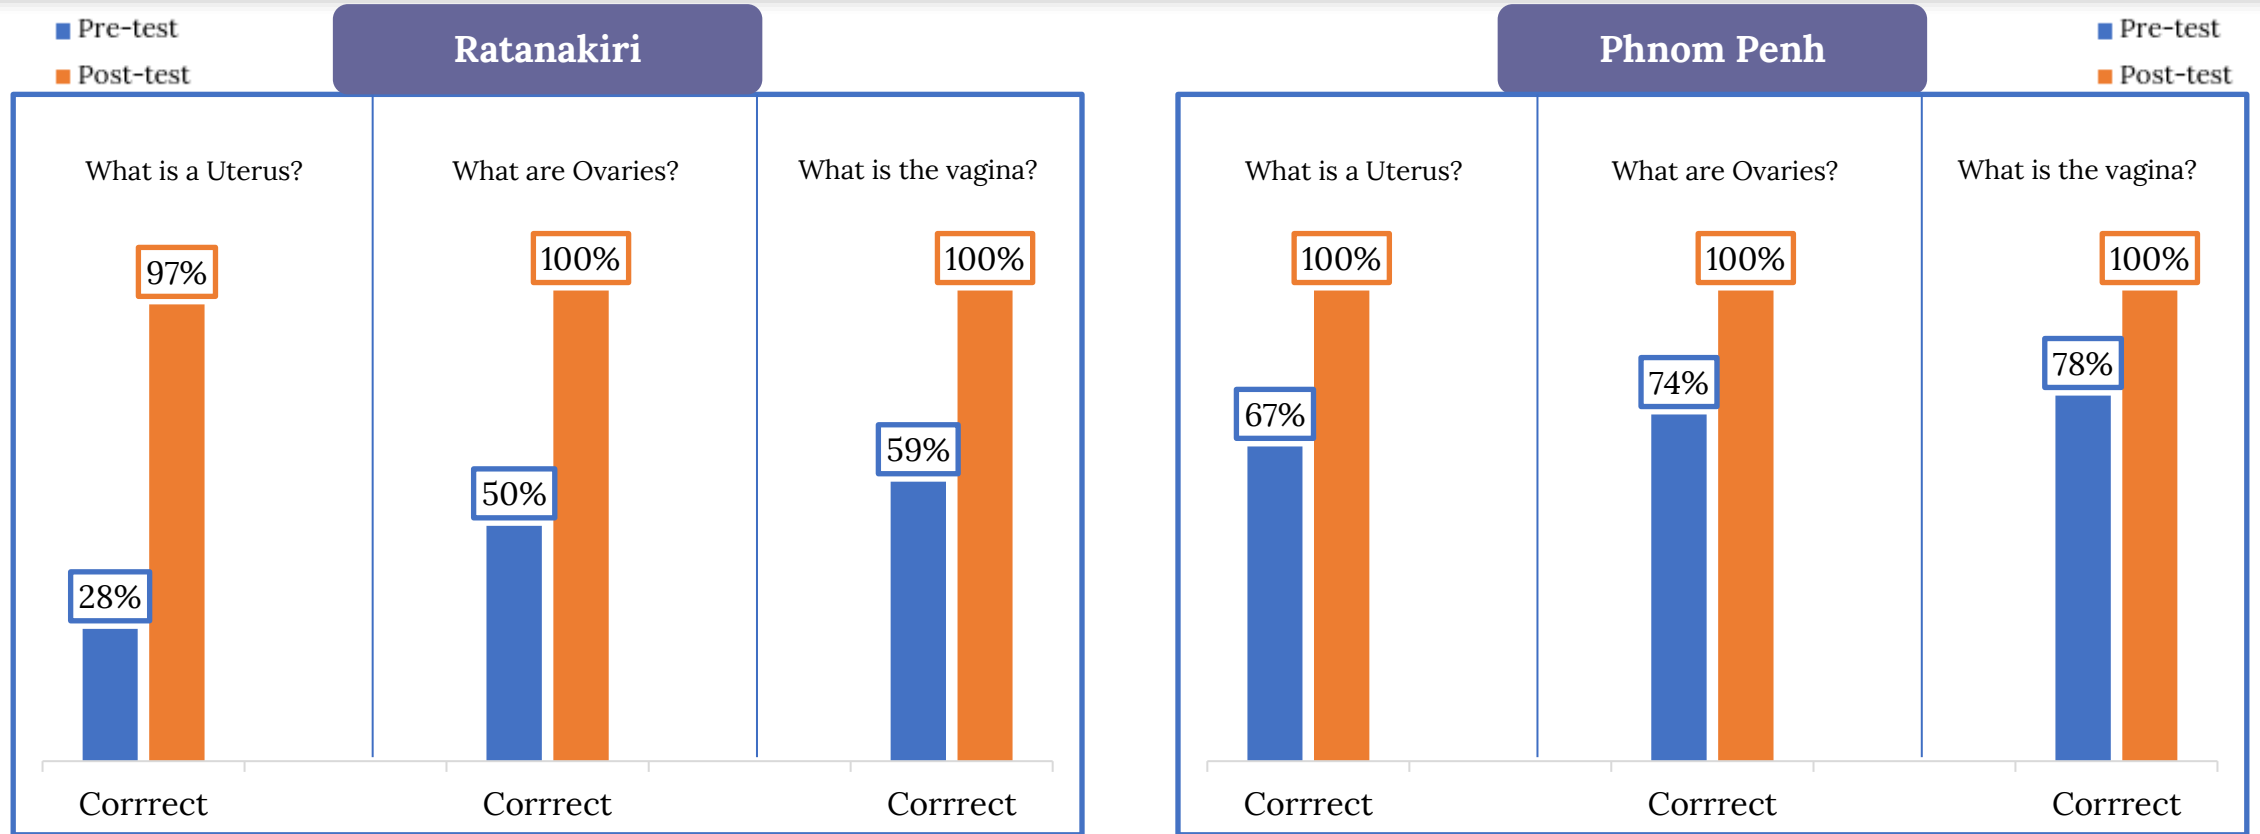 Pre-test
Post-test
Ratanakiri
What is a Uterus?
What are Ovaries?
What is the vagina?
97%
100%
100%
59%
50%
28%
Corrrect
Corrrect
Corrrect
Phnom Penh
Pre-test
Post-test
What is a Uterus?
What are Ovaries?
What is the vagina?
100%
100%
100%
78%
74%
67%
Corrrect
Corrrect
Corrrect